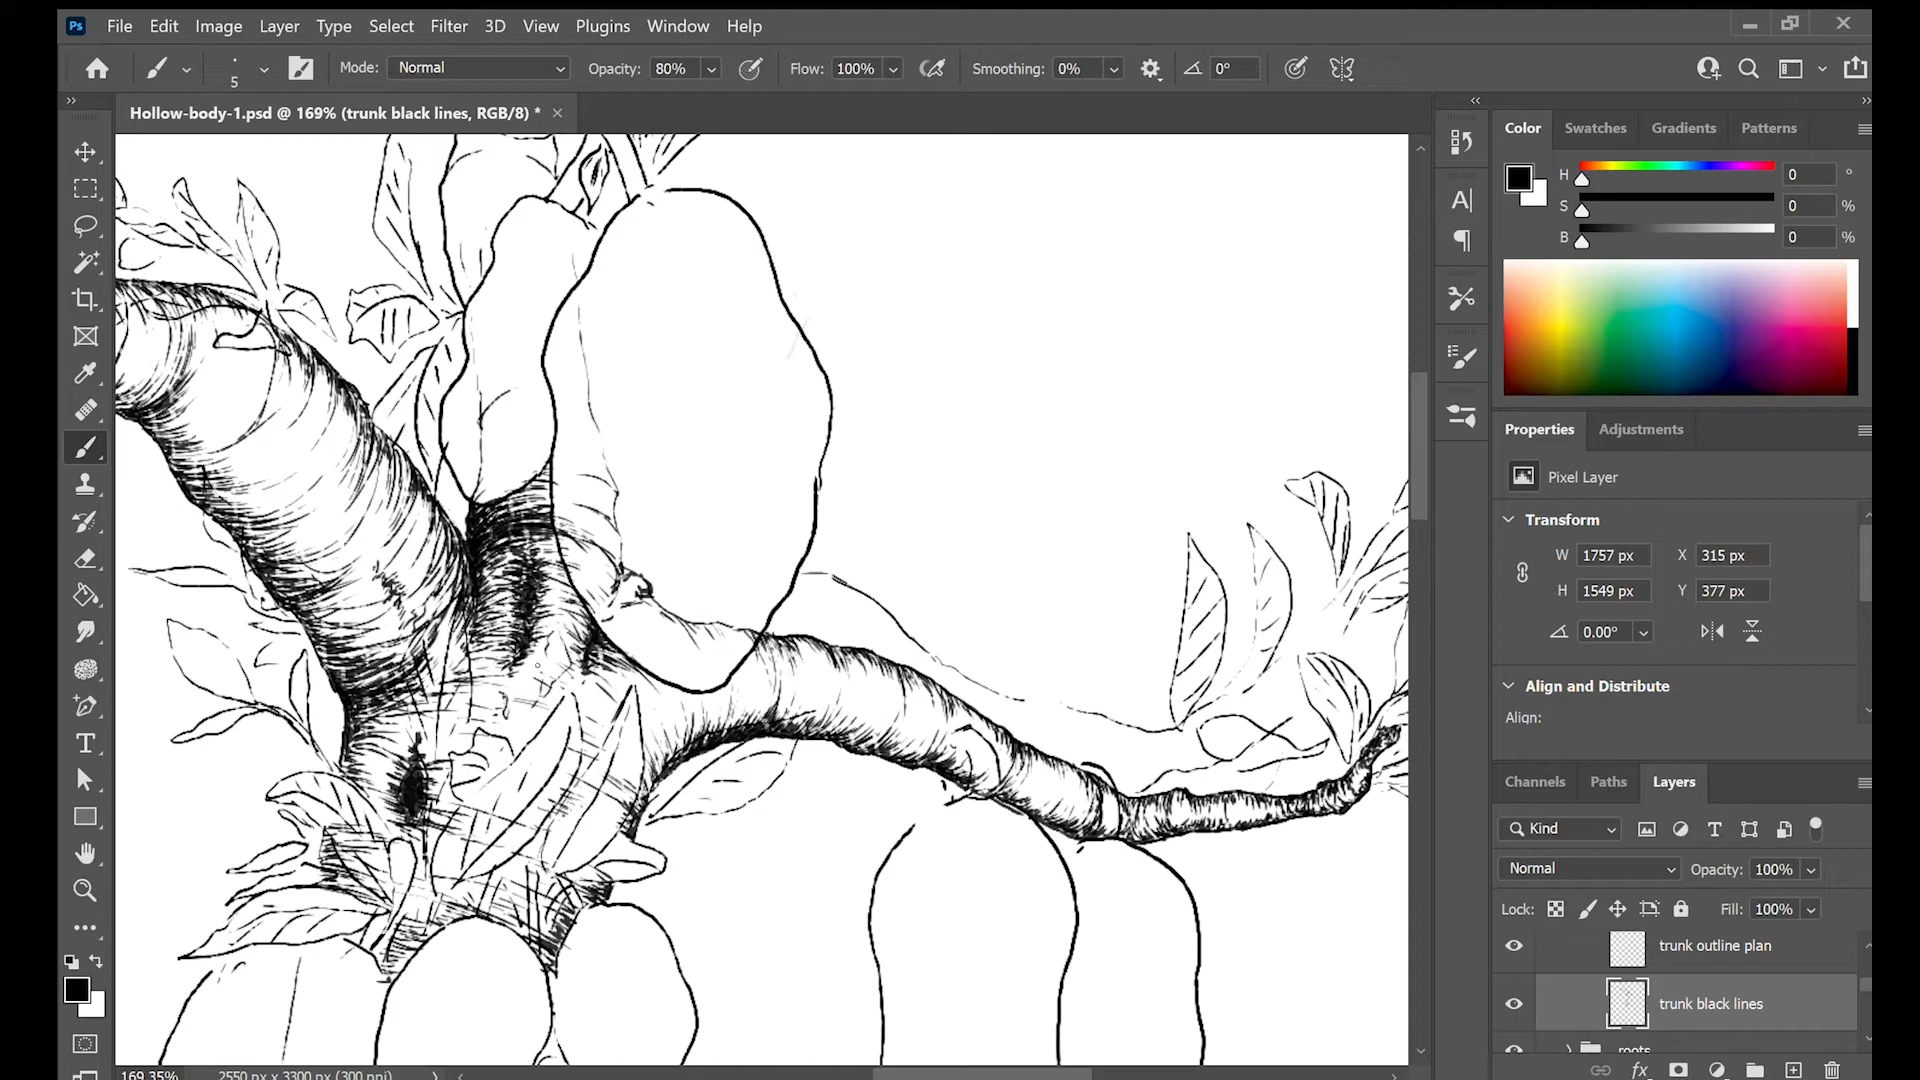 Ps File Edit Image Layer Type Select Filter 3D View Plugins Window Help
5 Mode: Normal Opacity: 80% Flow: 100% Smoothing: 0% 0°
Hollow-body-1.psd @ 169% (trunk black lines, RGB/8) *
Color Swatches Gradients Patterns
H 0 °
S 0 %
B 0 %
Properties Adjustments
Pixel Layer
Transform
W 1757 px X 315 px
H 1549 px Y 377 px
0.00°
Align and Distribute
Align:
Channels Paths Layers
Kind
Normal Opacity: 100%
Lock: Fill: 100%
trunk outline plan
trunk black lines
roots
169.35% 2550 px x 3300 px (300 ppi)